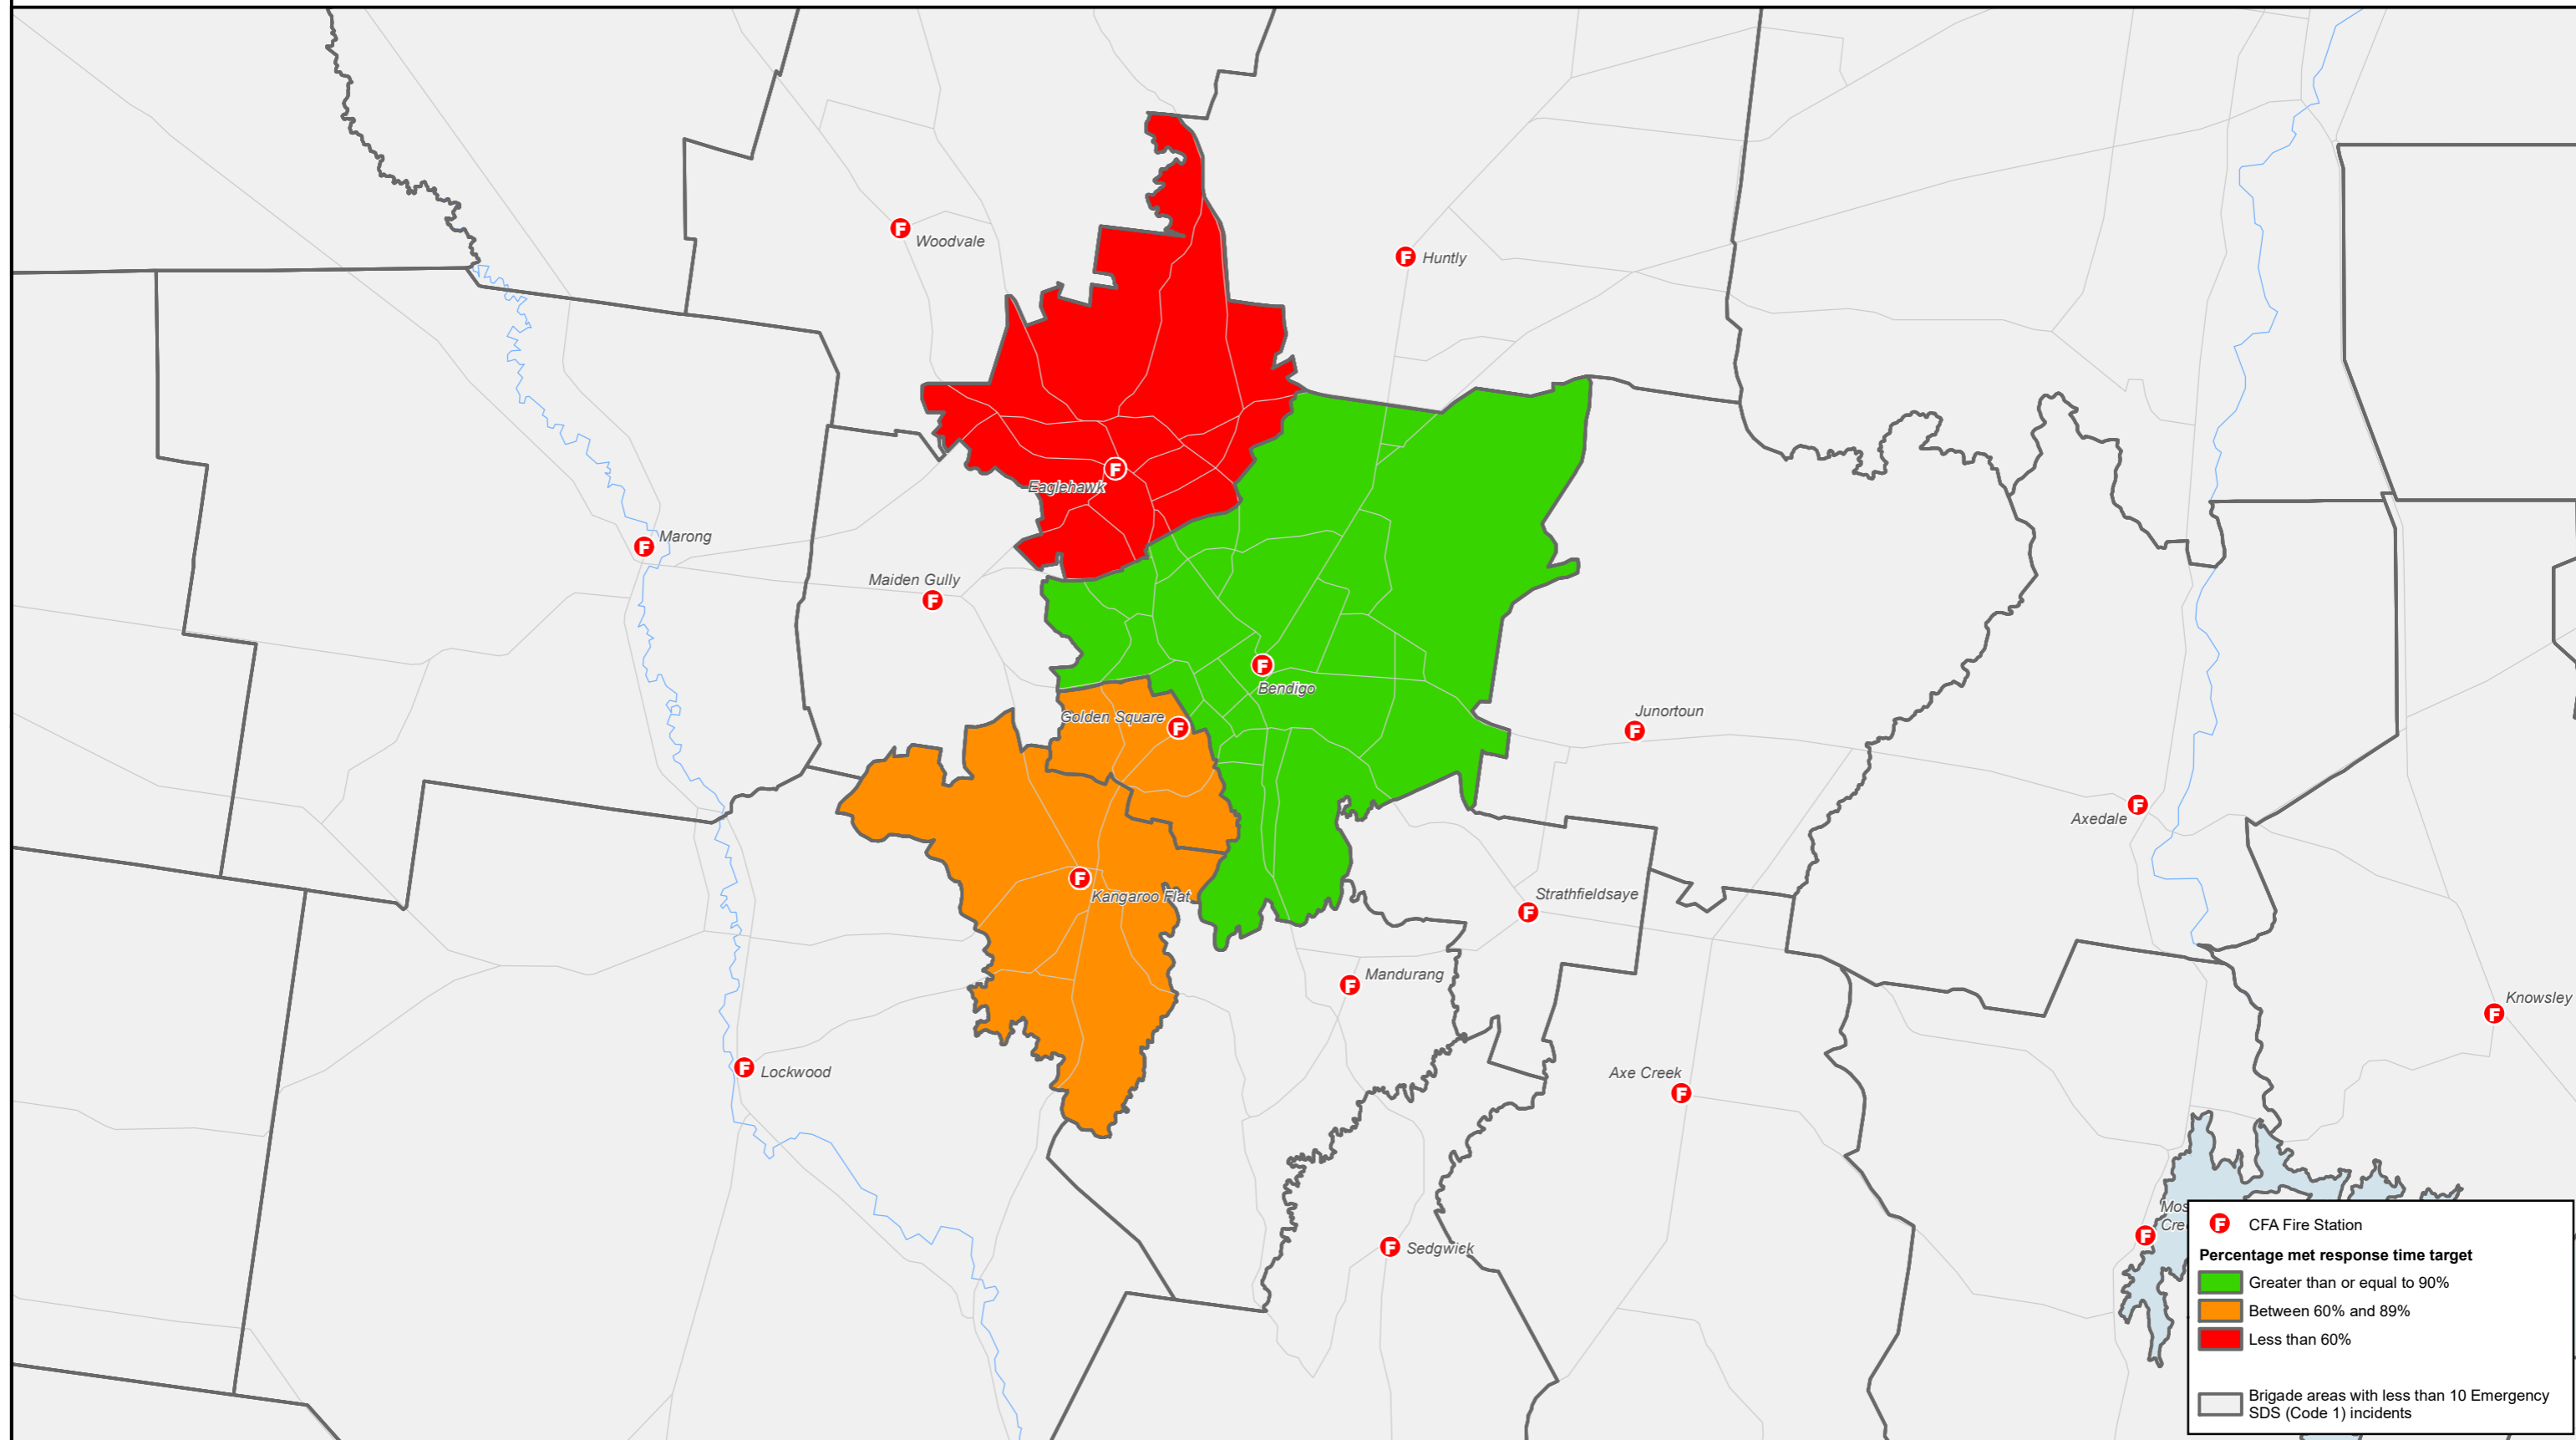 Woodvale
Huntly
Eaglehawk
Marong
Maiden Gully
Bendigo
Golden Square
Junortoun
Axedale
Kangaroo Flat
Strathfieldsaye
Mandurang
Knowsley
Lockwood
Axe Creek
Sedgwick
F CFA Fire Station
Percentage met response time target
Greater than or equal to 90%
Between 60% and 89%
Less than 60%
Brigade areas with less than 10 Emergency
SDS (Code 1) incidents